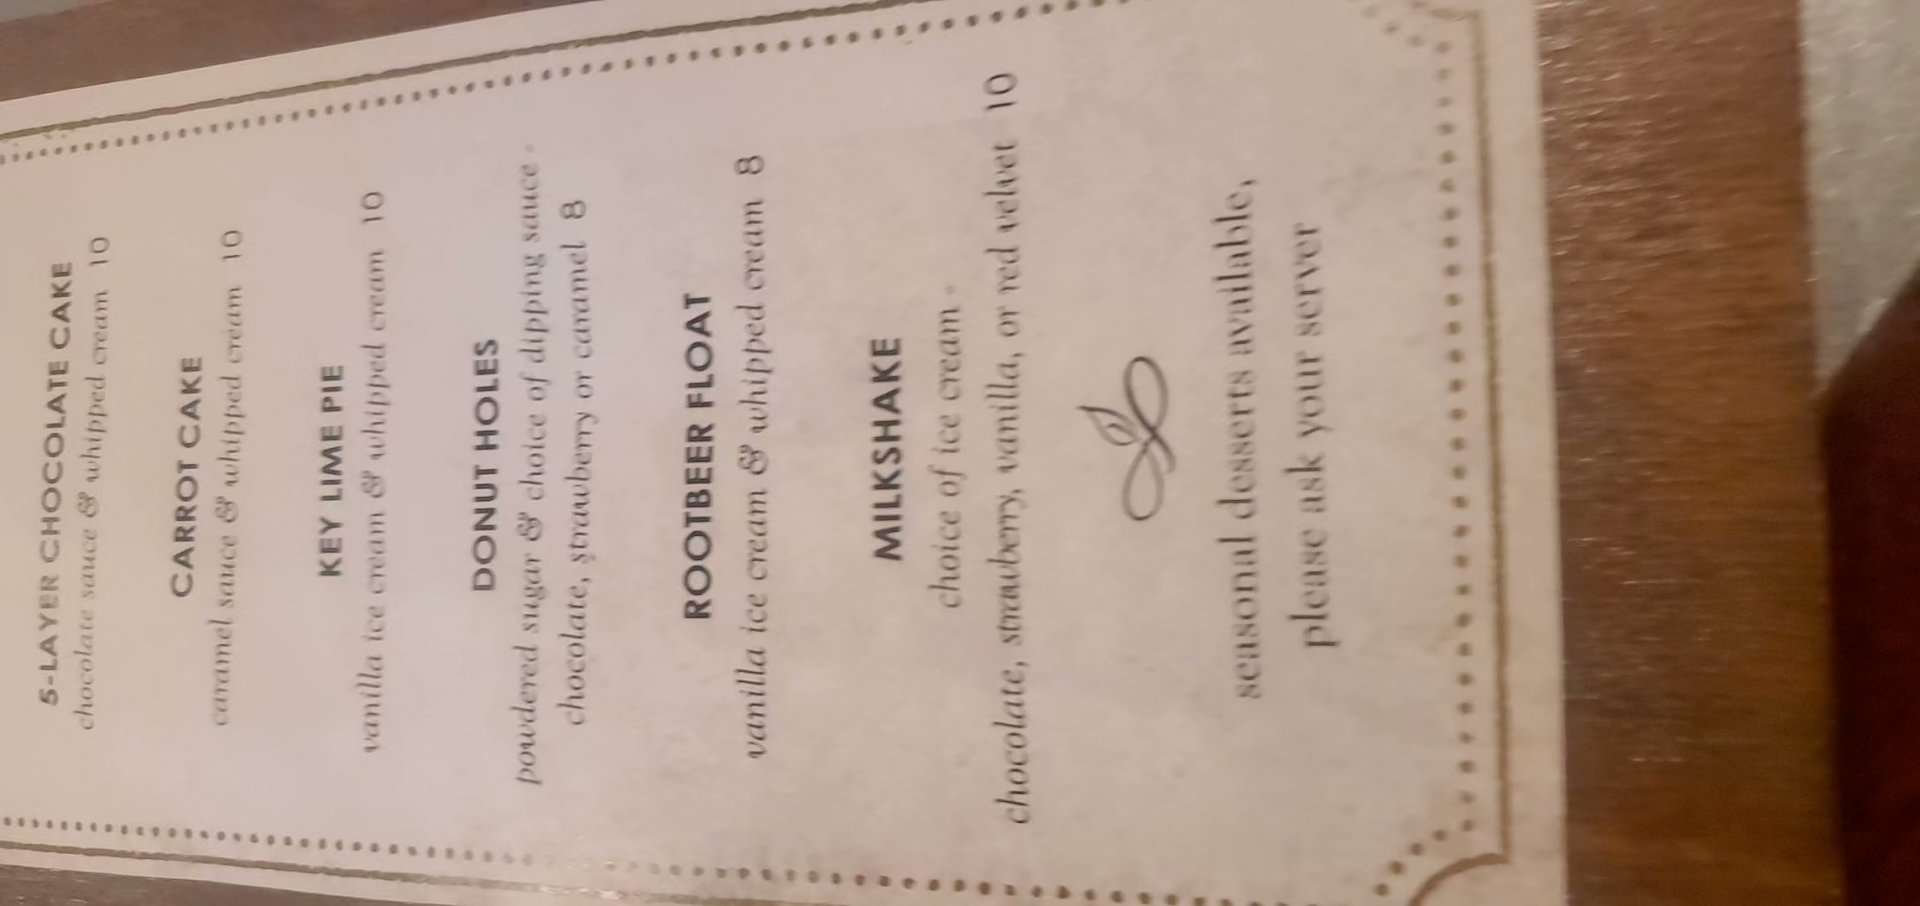 5-LAYER CHOCOLATE CAKE
chocolate sauce & whipped cream 10
CARROT CAKE
caramel sauce & whipped cream 10
KEY LIME PIE
vanilla ice cream & whipped cream 10
DONUT HOLES
powdered sugar & choice of dipping sauce -
chocolate, strawberry or caramel 8
ROOTBEER FLOAT
vanilla ice cream & whipped cream 8
MILKSHAKE
choice of ice cream -
chocolate, strawberry, vanilla, or red velvet 10
seasonal desserts available,
please ask your server